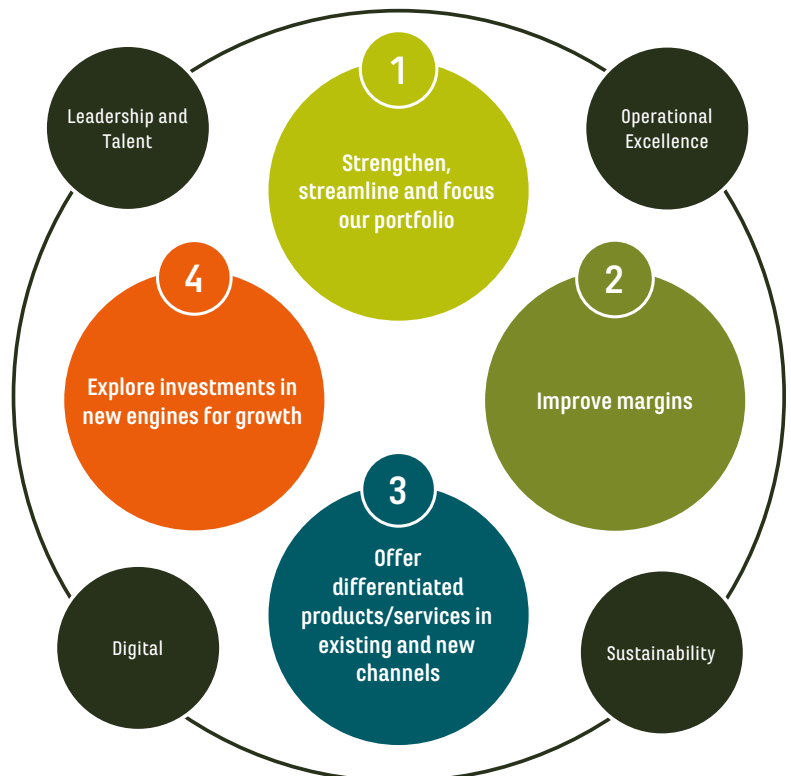 1
Strengthen,
streamline and focus
our portfolio
Leadership and
Talent
Operational
Excellence
4
Explore investments in
new engines for growth
2
Improve margins
3
Offer
differentiated
products/services in
existing and new
channels
Digital
Sustainability